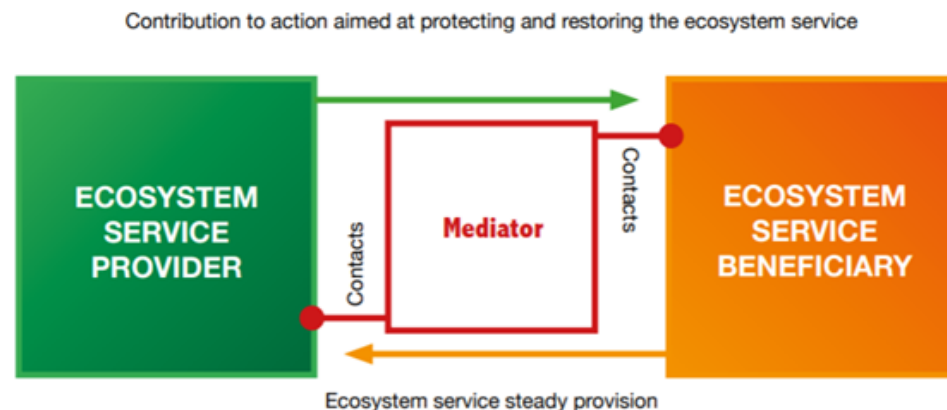 Contribution to action aimed at protecting and restoring the ecosystem service
ECOSYSTEM
SERVICE
PROVIDER
Contacts
Mediator
Contacts
ECOSYSTEM
SERVICE
BENEFICIARY
Ecosystem service steady provision